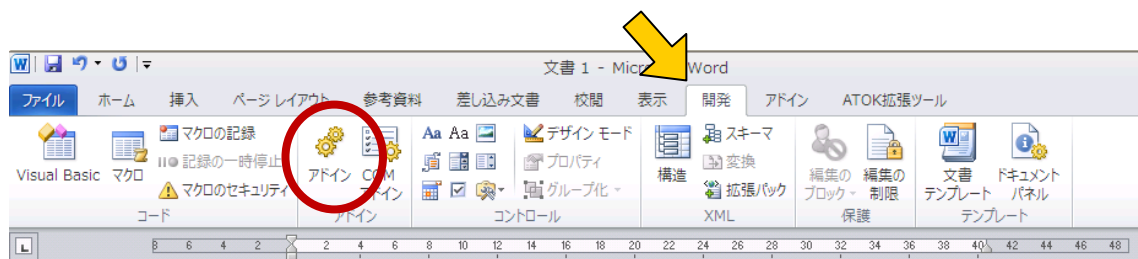 文書 1 - Micro Word
ファイル ホーム 挿入 ページ レイアウト 参考資料 差し込み文書 校閲 表示 開発 アドイン ATOK拡張ツール
Visual Basic マクロ
マクロの記録
記録の一時停止
マクロのセキュリティ
コード
アドイン COM アドイン
アドイン
Aa Aa
デザイン モード
プロパティ
グループ化
コントロール
構造
スキーマ
変換
拡張パック
XML
編集の ブロック 編集の 制限
保護
文書 テンプレート ドキュメント パネル
テンプレート
L 8 6 4 2 2 4 6 8 10 12 14 16 18 20 22 24 26 28 30 32 34 36 38 40 42 44 46 48